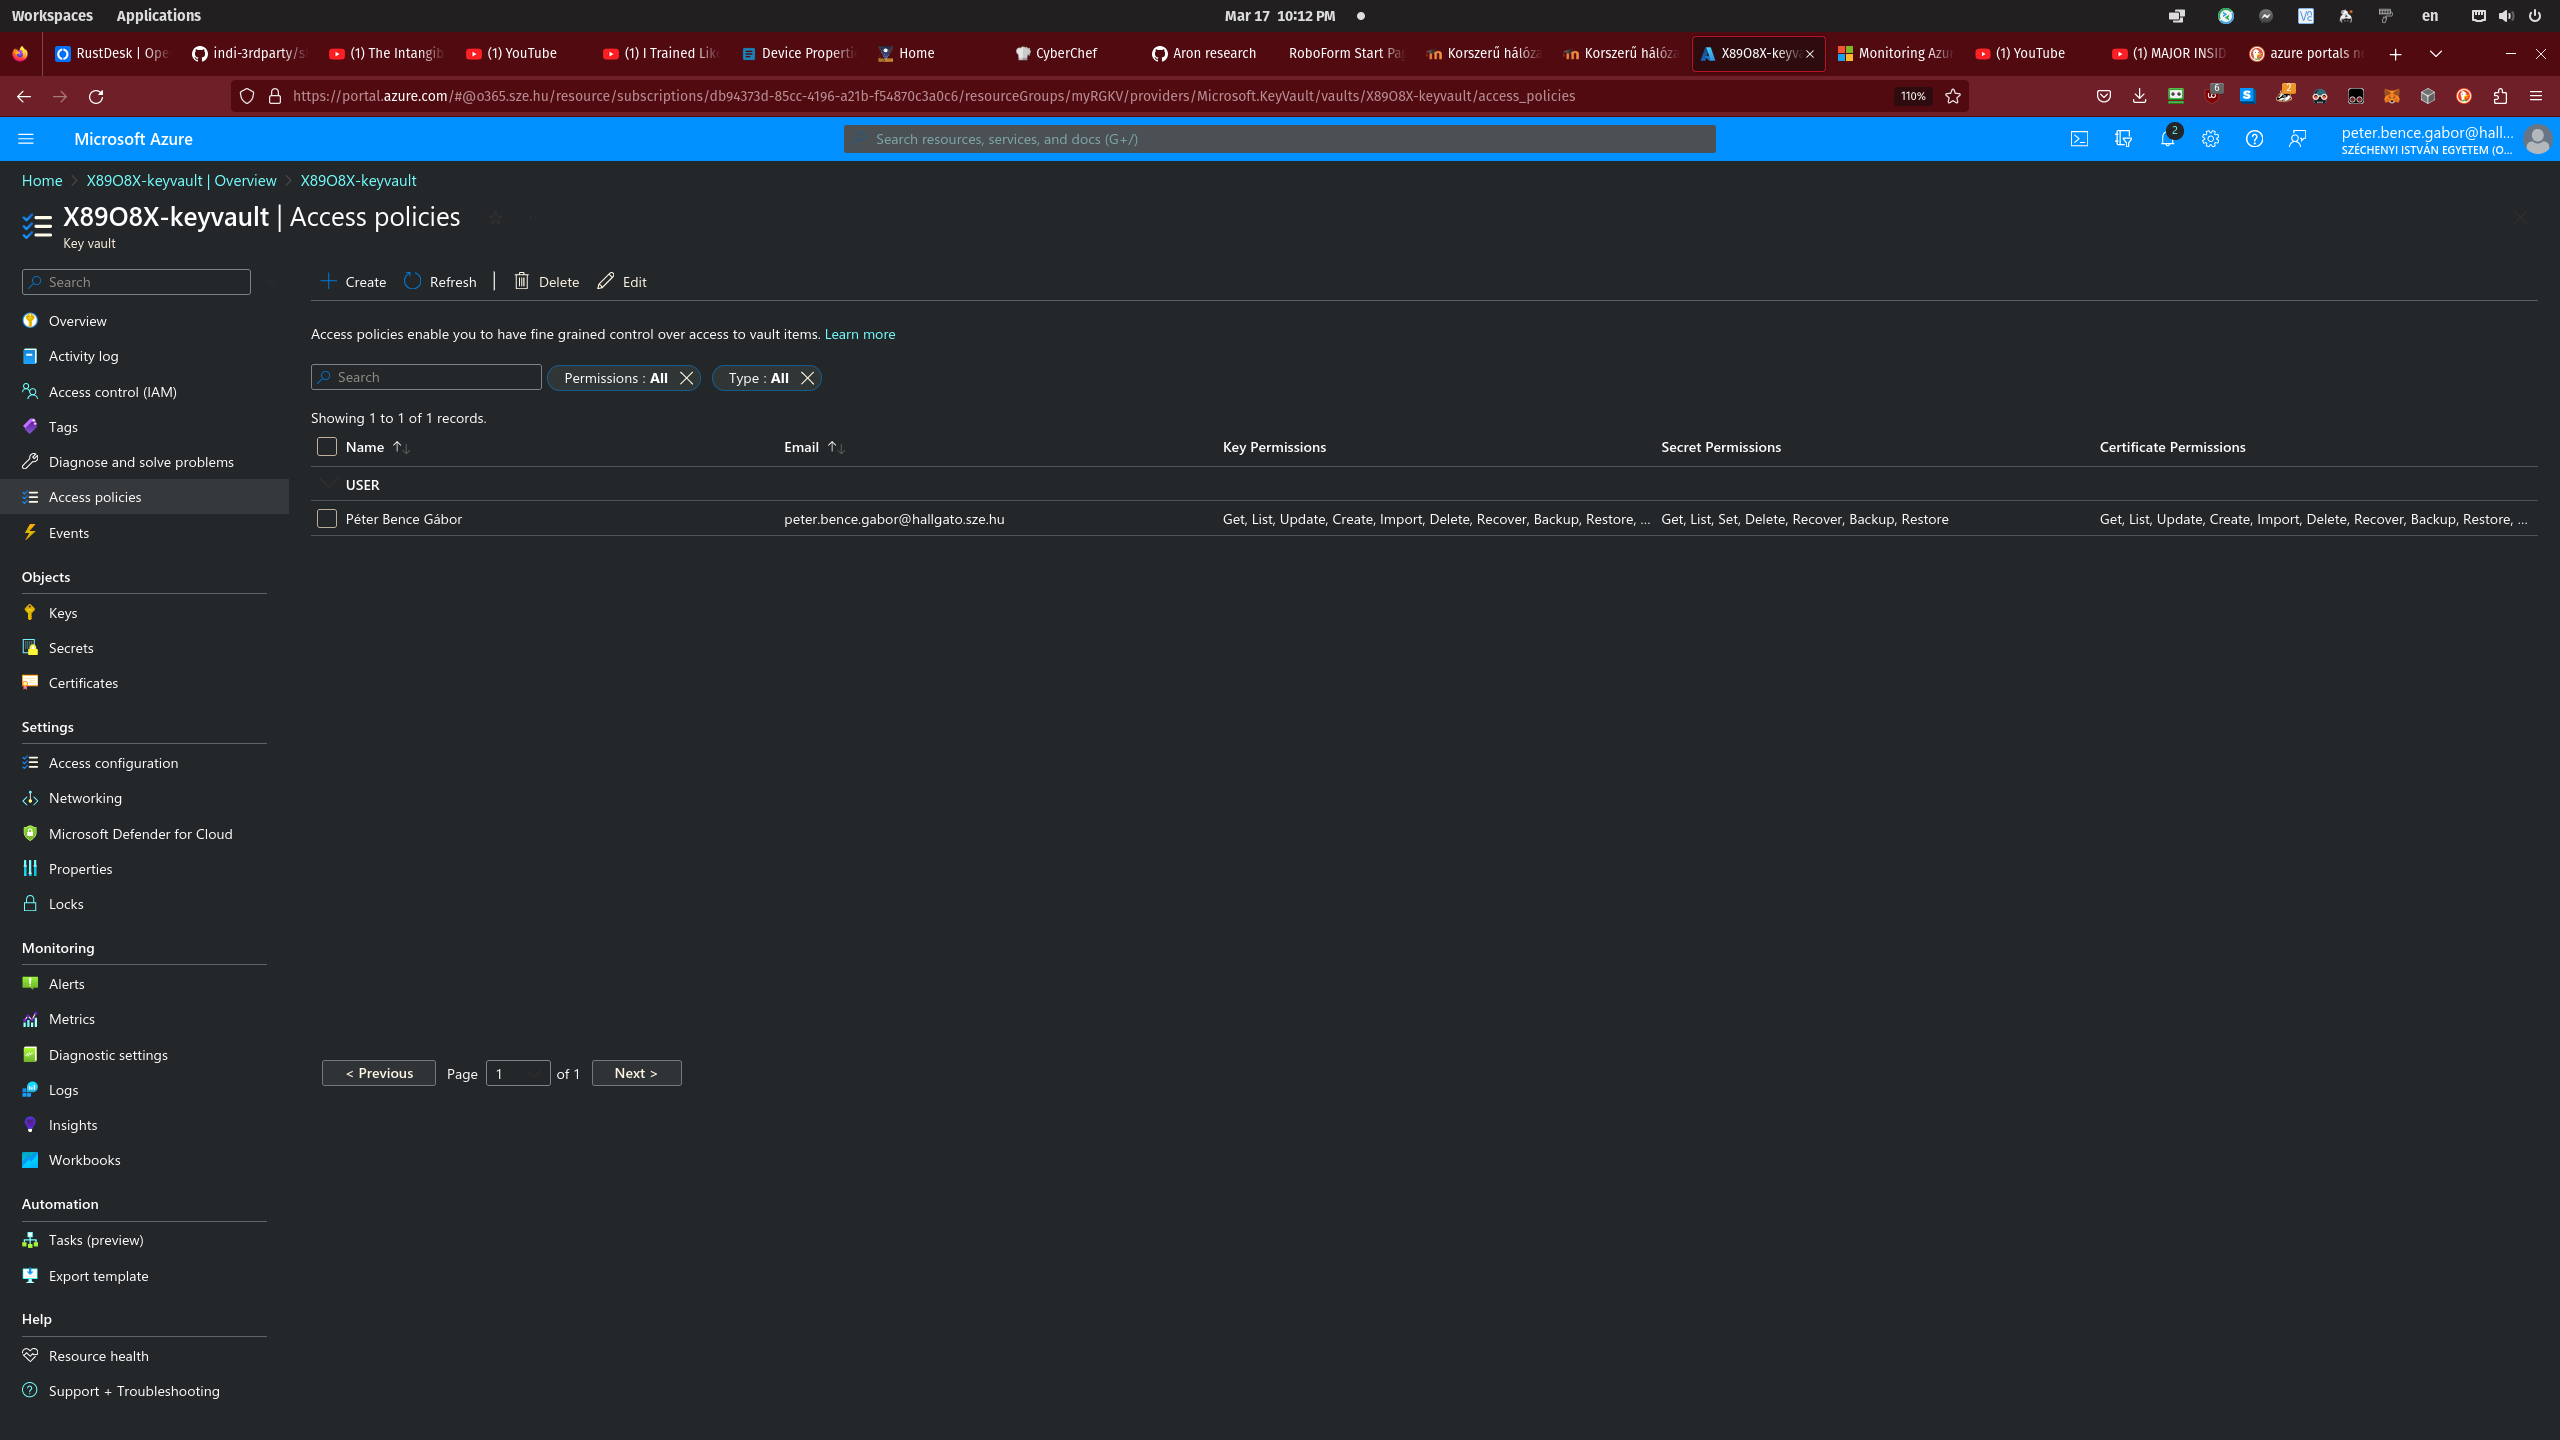 Workspaces Applications Mar 17 10:12 PM en
RustDesk | Ope indi-3rdparty/s (1) The Intangib (1) YouTube (1) I Trained Like Device Properti Home CyberChef Aron research RoboForm Start Pa Korszerű hálóza Korszerű hálóza X89O8X-keyva Monitoring Azur (1) YouTube (1) MAJOR INSID azure portals n
https://portal.azure.com/#@o365.sze.hu/resource/subscriptions/db94373d-85cc-4196-a21b-f54870c3a0c6/resourceGroups/myRGKV/providers/Microsoft.KeyVault/vaults/X89O8X-keyvault/access_policies 110% 6 2
Microsoft Azure Search resources, services, and docs (G+/) 2 peter.bence.gabor@hall...
SZÉCHENYI ISTVÁN EGYETEM (O...
Home X89O8X-keyvault | Overview X89O8X-keyvault
X89O8X-keyvault | Access policies
Key vault
Search
Create Refresh Delete Edit
Overview
Activity log
Access control (IAM)
Tags
Diagnose and solve problems
Access policies
Events
Objects
Keys
Secrets
Certificates
Settings
Access configuration
Networking
Microsoft Defender for Cloud
Properties
Locks
Monitoring
Alerts
Metrics
Diagnostic settings
Logs
Insights
Workbooks
Automation
Tasks (preview)
Export template
Help
Resource health
Support + Troubleshooting
Access policies enable you to have fine grained control over access to vault items. Learn more
Search Permissions : All Type : All
Showing 1 to 1 of 1 records.
Name Email Key Permissions Secret Permissions Certificate Permissions
USER
Péter Bence Gábor peter.bence.gabor@hallgato.sze.hu Get, List, Update, Create, Import, Delete, Recover, Backup, Restore, ... Get, List, Set, Delete, Recover, Backup, Restore Get, List, Update, Create, Import, Delete, Recover, Backup, Restore, ...
< Previous Page 1 of 1 Next >